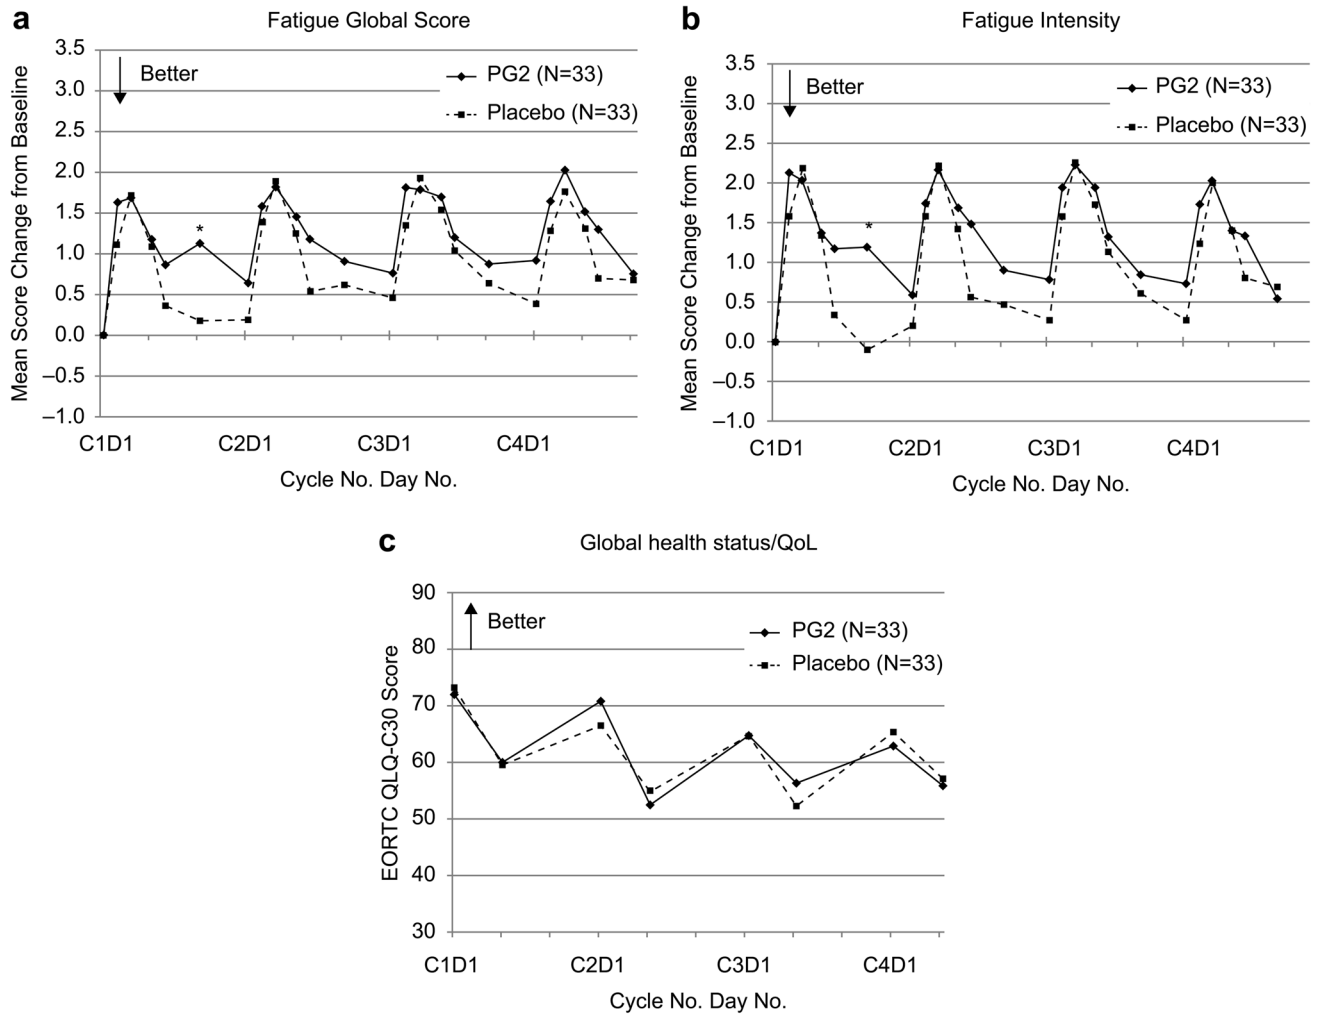 a
Fatigue Global Score
Mean Score Change from Baseline
3.5
3.0
2.5
2.0
1.5
1.0
0.5
0.0
–0.5
–1.0
Better
PG2 (N=33)
Placebo (N=33)
*
C1D1 C2D1 C3D1 C4D1
Cycle No. Day No.
b
Fatigue Intensity
Mean Score Change from Baseline
3.5
3.0
2.5
2.0
1.5
1.0
0.5
0.0
–0.5
–1.0
Better
PG2 (N=33)
Placebo (N=33)
*
C1D1 C2D1 C3D1 C4D1
Cycle No. Day No.
c
Global health status/QoL
EORTC QLQ-C30 Score
90
80
70
60
50
40
30
Better
PG2 (N=33)
Placebo (N=33)
C1D1 C2D1 C3D1 C4D1
Cycle No. Day No.